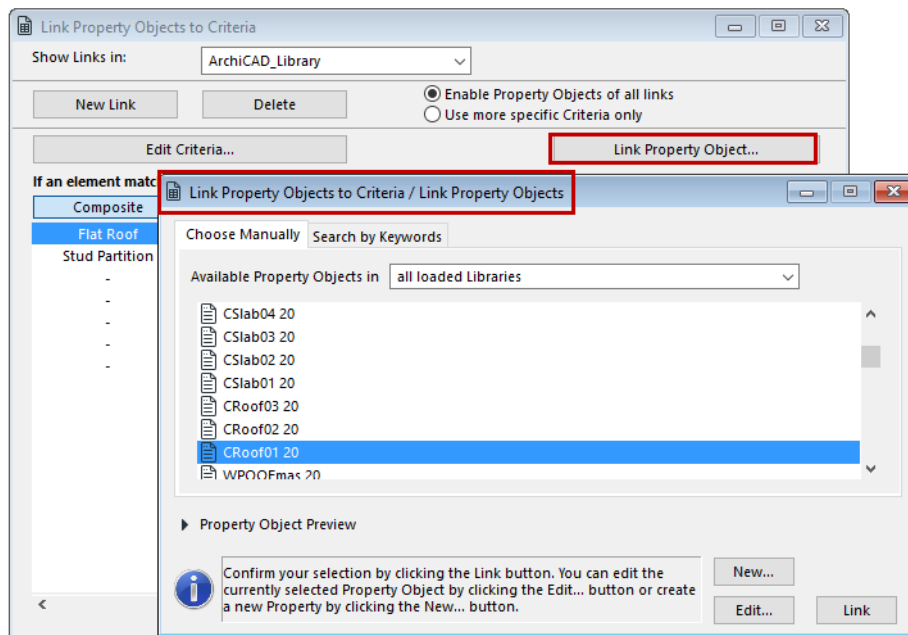 Link Property Objects to Criteria
Show Links in:
ArchiCAD_Library
New Link
Delete
Enable Property Objects of all links
Use more specific Criteria only
Edit Criteria...
Link Property Object...
If an element matc
Composite
Flat Roof
Stud Partition
-
-
-
-
-
Link Property Objects to Criteria / Link Property Objects
Choose Manually
Search by Keywords
Available Property Objects in
all loaded Libraries
CSlab04 20
CSlab03 20
CSlab02 20
CSlab01 20
CRoof03 20
CRoof02 20
CRoof01 20
Property Object Preview
Confirm your selection by clicking the Link button. You can edit the
currently selected Property Object by clicking the Edit... button or create
a new Property by clicking the New... button.
New...
Edit...
Link